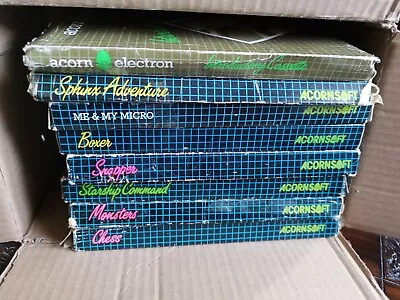 acorn electron Introductory Cassette
Sphinx Adventure ACORNSOFT
ME & MY MICRO ACORNSOFT
Boxer ACORNSOFT
Snapper ACORNSOFT
Starship Command ACORNSOFT
Monsters ACORNSOFT
Chess ACORNSOFT